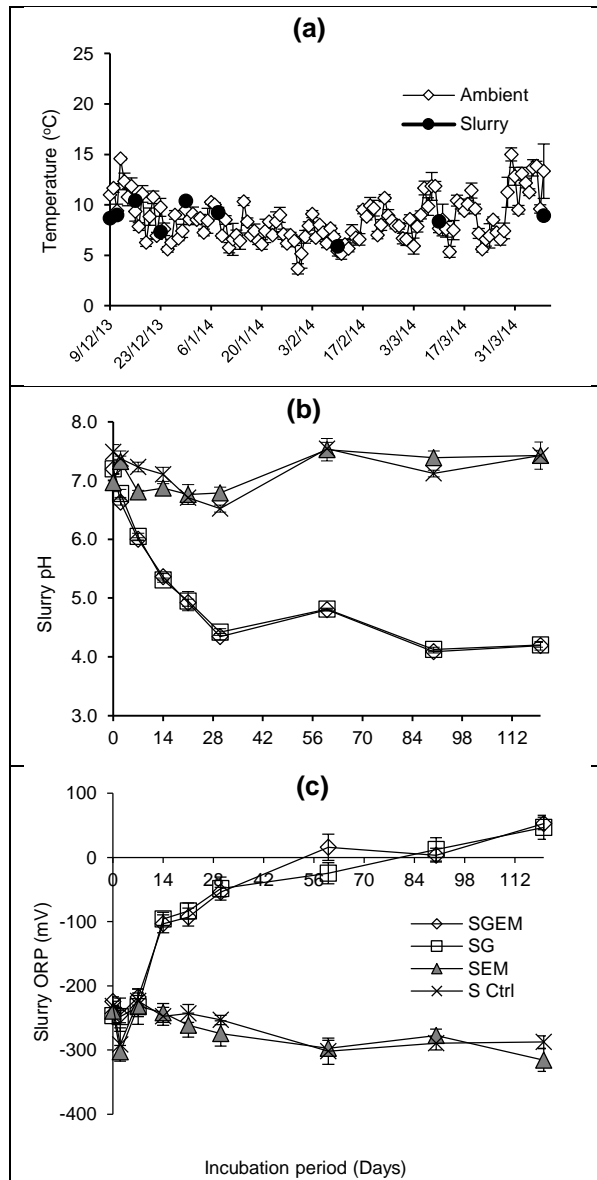 (a)
Temperature (ºC)
25
20
15
10
5
0
Ambient
Slurry
9/12/13
23/12/13
6/1/14
20/1/14
3/2/14
17/2/14
3/3/14
17/3/14
31/3/14
(b)
Slurry pH
8.0
7.0
6.0
5.0
4.0
3.0
0 14 28 42 56 70 84 98 112
(c)
Slurry ORP (mV)
100
0
-100
-200
-300
-400
0 14 28 42 56 70 84 98 112
SGEM
SG
SEM
S Ctrl
Incubation period (Days)